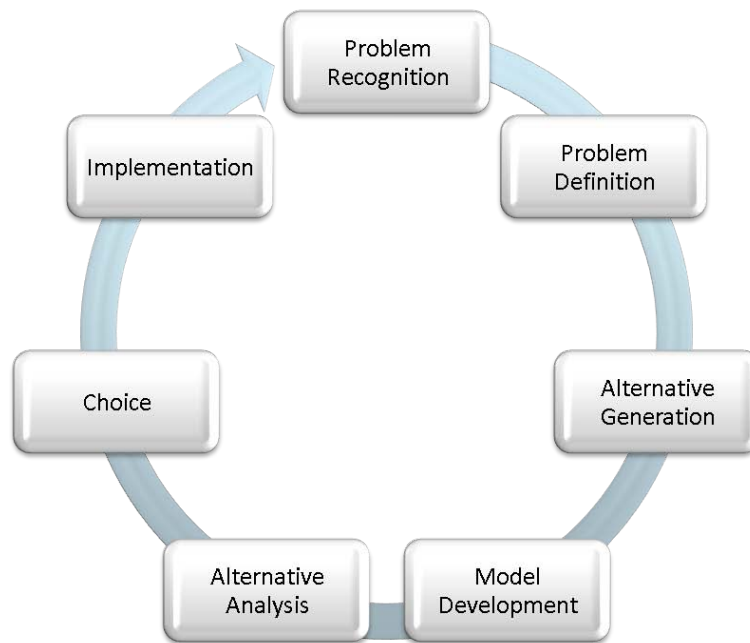 Problem
Recognition
Problem
Definition
Alternative
Generation
Model
Development
Alternative
Analysis
Choice
Implementation